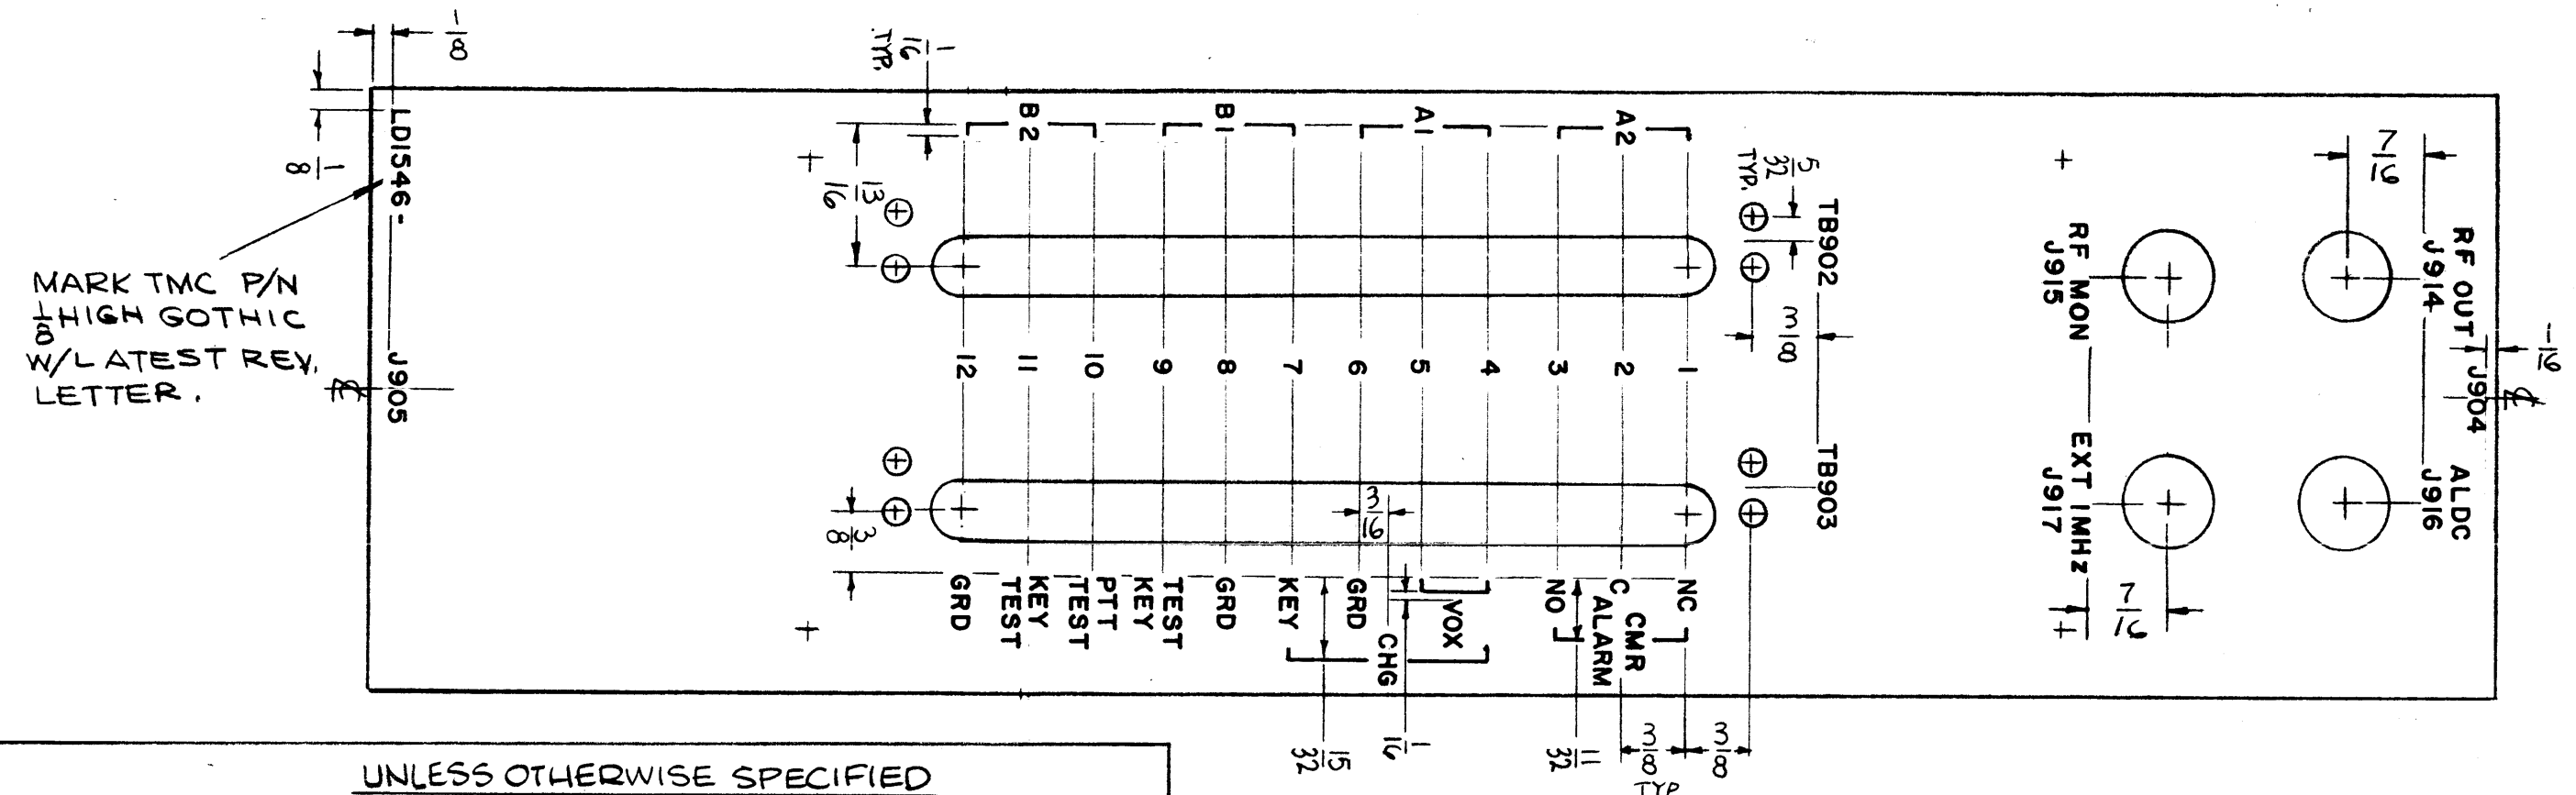 1/8
1/8
LD1546-
J905
MARK TMC P/N
1/8 HIGH GOTHIC
W/LATEST REV.
LETTER.
1/16
TYP.
B2
B1
A1
A2
13/16
5/32
TYP.
TB902
3/8
TB903
12
11
10
9
8
7
6
5
4
3
2
1
3/16
3/8
GRD
KEY
TEST
PTT
TEST
TEST
KEY
GRD
KEY
GRD
CHG
VOX
NO
C
NC
CMR
ALARM
15/32
1/16
11/32
3/8
TYP
3/8
7/16
RF OUT
J914
J904
1/16
RF MON
J915
EXT 1MHz
J917
ALDC
J916
7/16
UNLESS OTHERWISE SPECIFIED